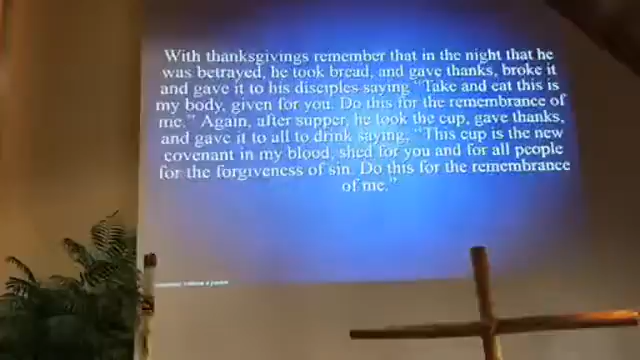 With thanksgivings remember that in the night that he
was betrayed, he took bread, and gave thanks, broke it
and gave it to his disciples saying "Take and eat this is
my body, given for you. Do this for the remembrance of
me." Again, after supper, he took the cup, gave thanks,
and gave it to all to drink saying, "This cup is the new
covenant in my blood, shed for you and for all people
for the forgiveness of sin. Do this for the remembrance
of me."